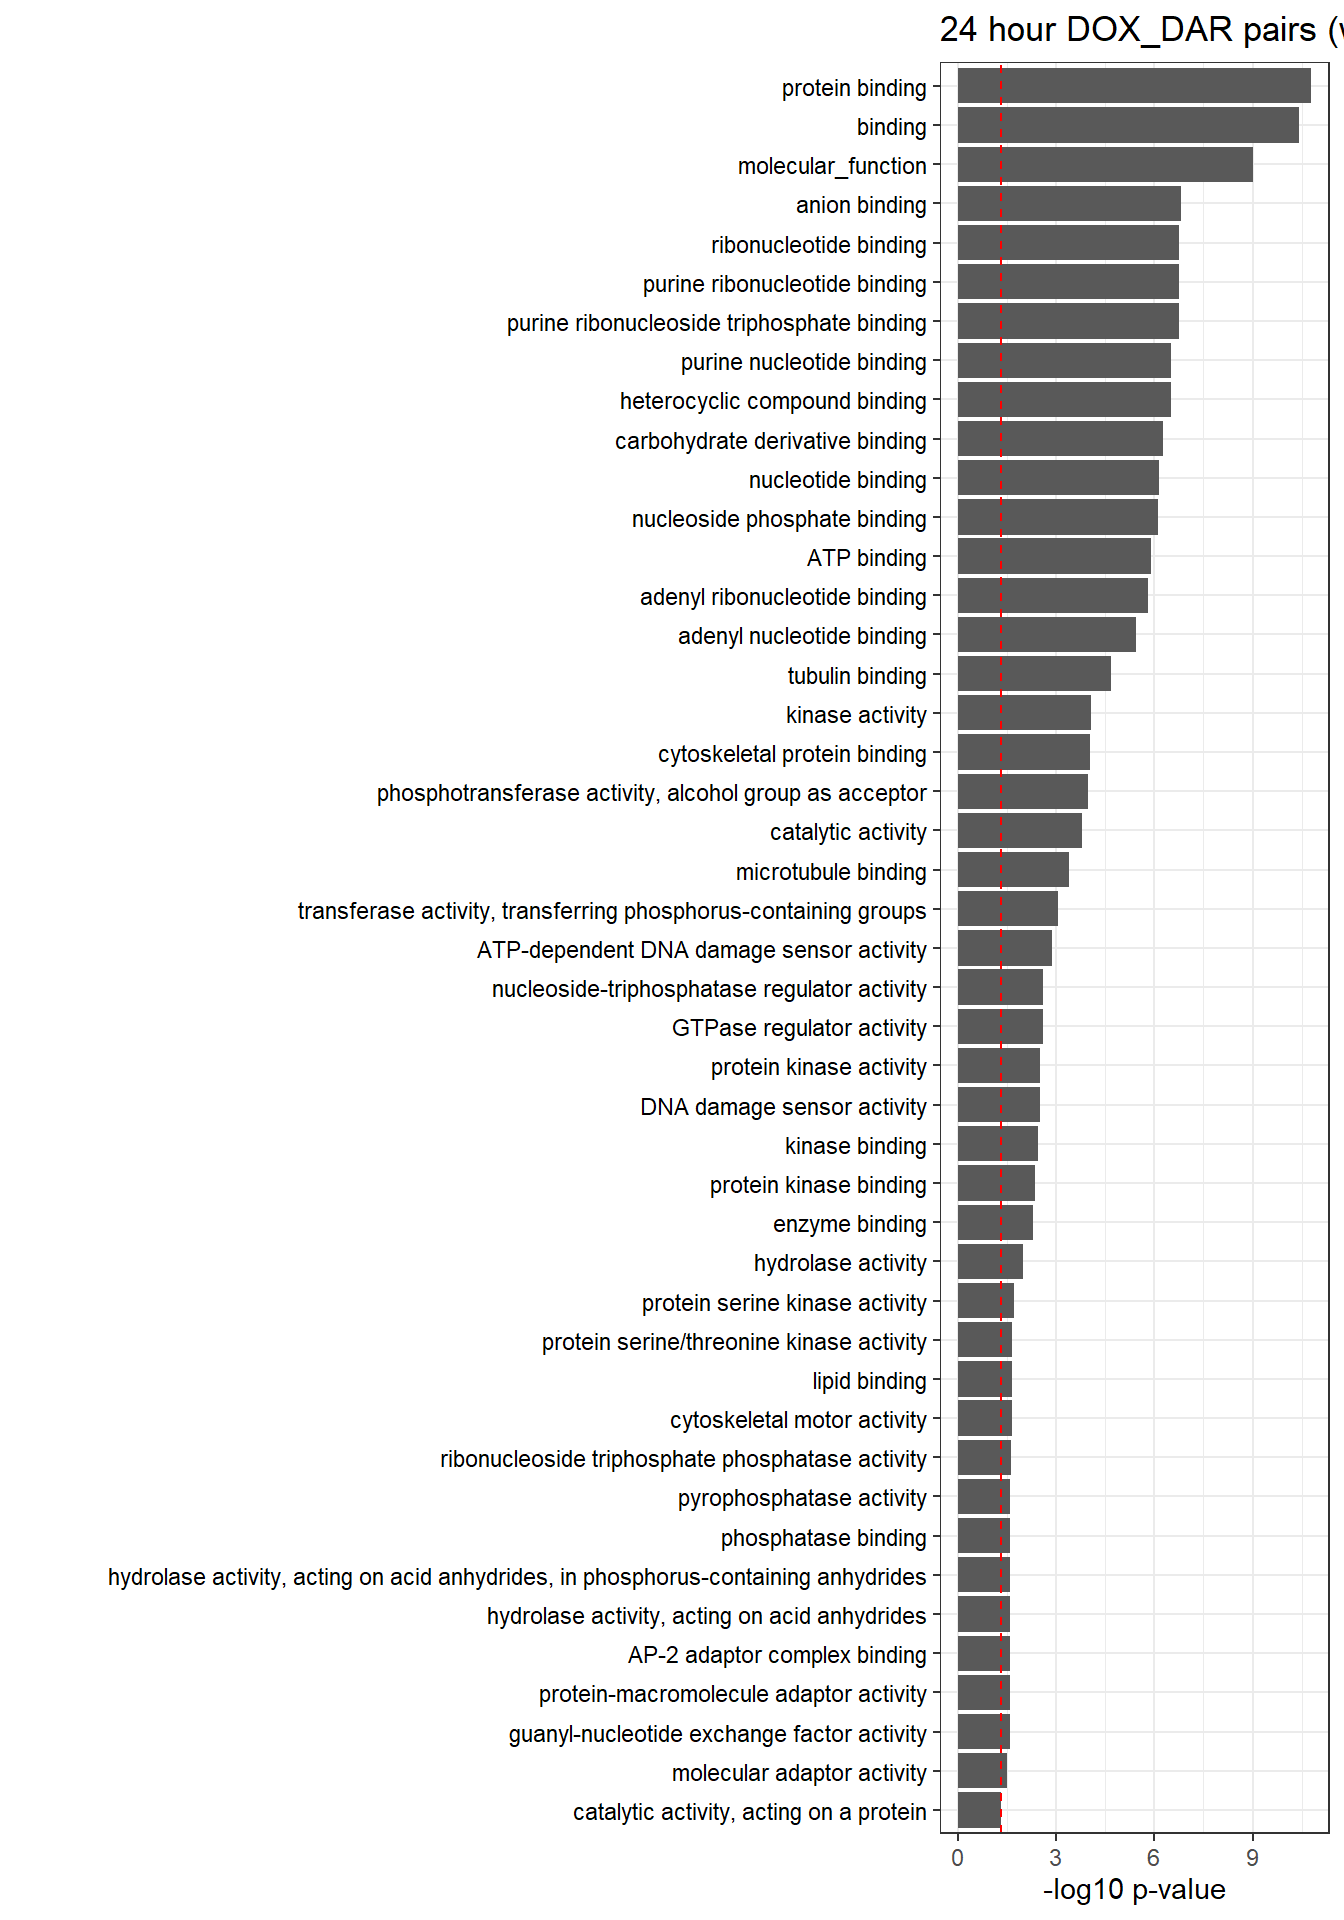 24 hour DOX_DAR pairs (
protein binding
binding
molecular_function
anion binding
ribonucleotide binding
purine ribonucleotide binding
purine ribonucleoside triphosphate binding
purine nucleotide binding
heterocyclic compound binding
carbohydrate derivative binding
nucleotide binding
nucleoside phosphate binding
ATP binding
adenyl ribonucleotide binding
adenyl nucleotide binding
tubulin binding
kinase activity
cytoskeletal protein binding
phosphotransferase activity, alcohol group as acceptor
catalytic activity
microtubule binding
transferase activity, transferring phosphorus-containing groups
ATP-dependent DNA damage sensor activity
nucleoside-triphosphatase regulator activity
GTPase regulator activity
protein kinase activity
DNA damage sensor activity
kinase binding
protein kinase binding
enzyme binding
hydrolase activity
protein serine kinase activity
protein serine/threonine kinase activity
lipid binding
cytoskeletal motor activity
ribonucleoside triphosphate phosphatase activity
pyrophosphatase activity
phosphatase binding
hydrolase activity, acting on acid anhydrides, in phosphorus-containing anhydrides
hydrolase activity, acting on acid anhydrides
AP-2 adaptor complex binding
protein-macromolecule adaptor activity
guanyl-nucleotide exchange factor activity
molecular adaptor activity
catalytic activity, acting on a protein
0 3 6 9
-log10 p-value